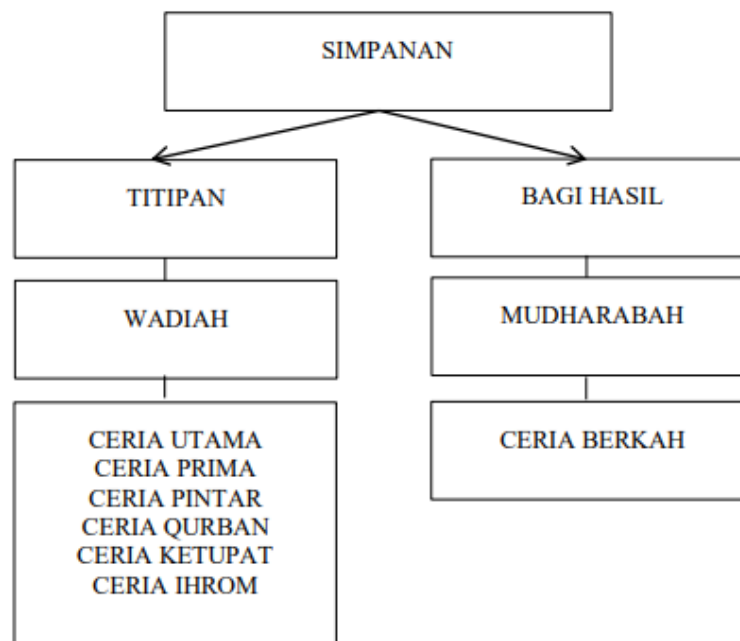 SIMPANAN
TITIPAN
BAGI HASIL
WADIAH
MUDHARABAH
CERIA UTAMA
CERIA PRIMA
CERIA PINTAR
CERIA QURBAN
CERIA KETUPAT
CERIA IHROM
CERIA BERKAH